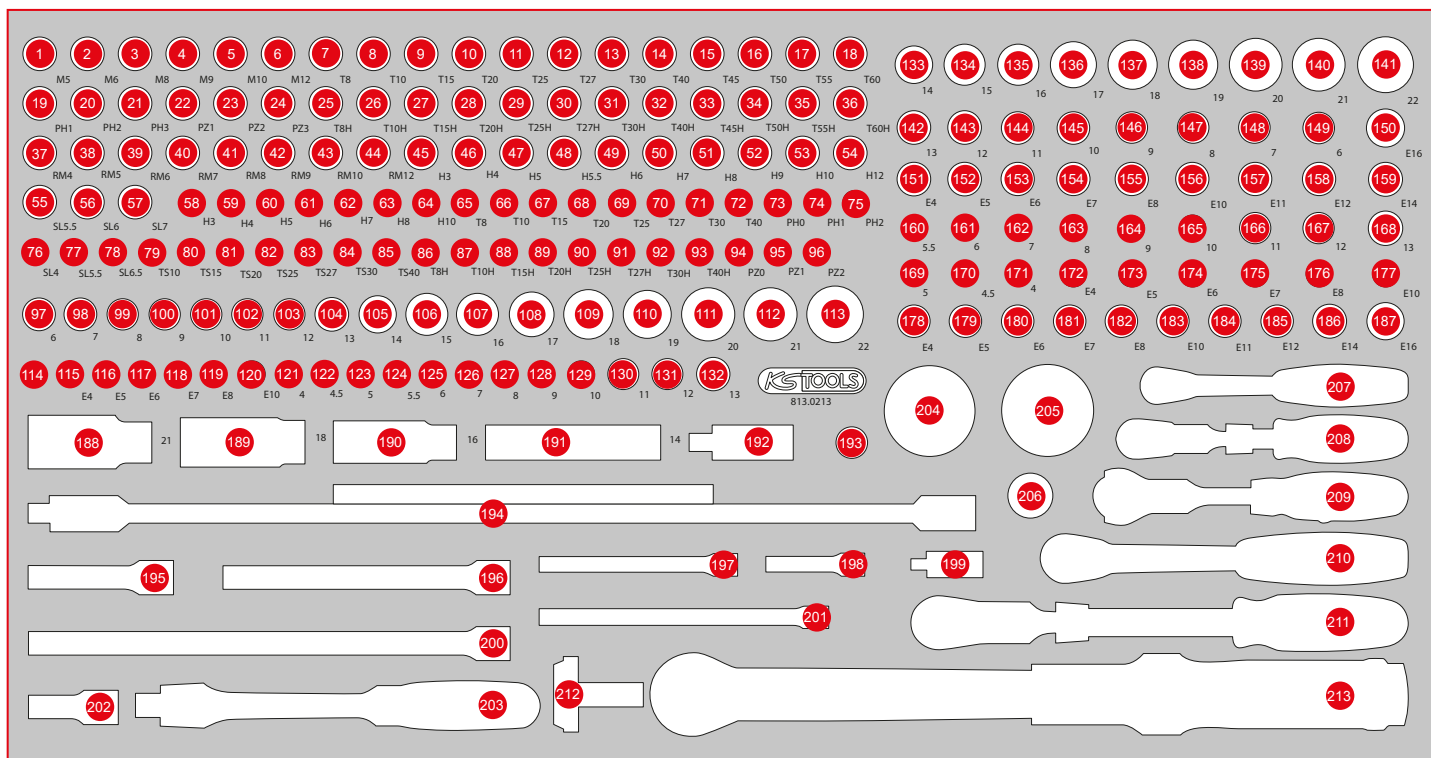 1 2 3 4 5 6 7 8 9 10 11 12 13 14 15 16 17 18
M5 M6 M8 M9 M10 M12 T8 T10 T15 T20 T25 T27 T30 T40 T45 T50 T55 T60
19 20 21 22 23 24 25 26 27 28 29 30 31 32 33 34 35 36
PH1 PH2 PH3 PZ1 PZ2 PZ3 T8H T10H T15H T20H T25H T27H T30H T40H T45H T50H T55H T60H
37 38 39 40 41 42 43 44 45 46 47 48 49 50 51 52 53 54
RM4 RM5 RM6 RM7 RM8 RM9 RM10 RM12 H3 H4 H5 H5.5 H6 H7 H8 H9 H10 H12
55 56 57 58 59 60 61 62 63 64 65 66 67 68 69 70 71 72 73 74 75
SL5.5 SL6 SL7 H3 H4 H5 H6 H7 H8 H10 T8 T10 T15 T20 T25 T27 T30 T40 PH0 PH1 PH2
76 77 78 79 80 81 82 83 84 85 86 87 88 89 90 91 92 93 94 95 96
SL4 SL5.5 SL6.5 TS10 TS15 TS20 TS25 TS27 TS30 TS40 T8H T10H T15H T20H T25H T27H T30H T40H PZ0 PZ1 PZ2
97 98 99 100 101 102 103 104 105 106 107 108 109 110 111 112 113
6 7 8 9 10 11 12 13 14 15 16 17 18 19 20 21 22
114 115 116 117 118 119 120 121 122 123 124 125 126 127 128 129 130 131 132
E4 E5 E6 E7 E8 E10 4 4.5 5 5.5 6 7 8 9 10 11 12 13
KS TOOLS
813.0213
133 134 135 136 137 138 139 140 141
14 15 16 17 18 19 20 21 22
142 143 144 145 146 147 148 149 150
13 12 11 10 9 8 7 6 E16
151 152 153 154 155 156 157 158 159
E4 E5 E6 E7 E8 E10 E11 E12 E14
160 161 162 163 164 165 166 167 168
5.5 6 7 8 9 10 11 12 13
169 170 171 172 173 174 175 176 177
5 4.5 4 E4 E5 E6 E7 E8 E10
178 179 180 181 182 183 184 185 186 187
E4 E5 E6 E7 E8 E10 E11 E12 E14 E16
188 21 189 18 190 16 191 14 192 193
204 205 207
208
206 209
194
195 196 197 198 199 210
200 201 211
202 203 212 213